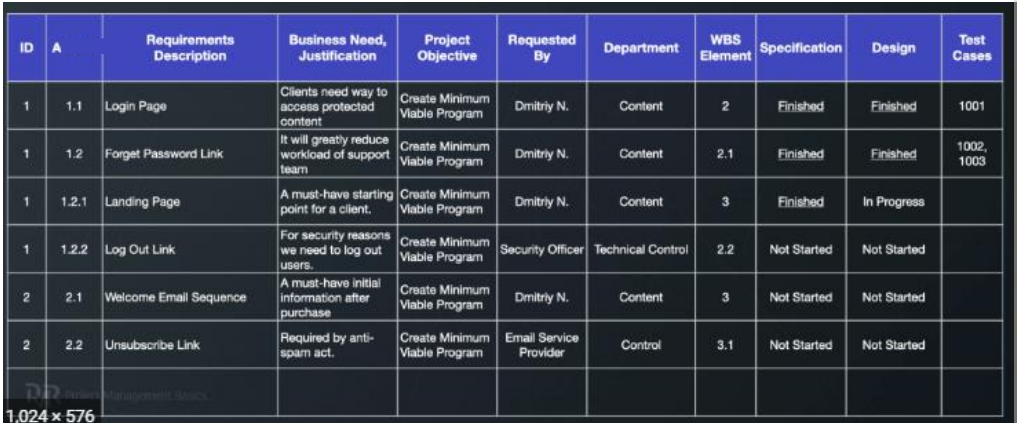 ID A Requirements Description Business Need, Justification Project Objective Requested By Department WBS Element Specification Design Test Cases
1 1.1 Login Page Clients need way to access protected content Create Minimum Viable Program Dmitriy N. Content 2 Finished Finished 1001
1 1.2 Forget Password Link It will greatly reduce workload of support team Create Minimum Viable Program Dmitriy N. Content 2.1 Finished Finished 1002, 1003
1 1.2.1 Landing Page A must-have starting point for a client. Create Minimum Viable Program Dmitriy N. Content 3 Finished In Progress
1 1.2.2 Log Out Link For security reasons we need to log out users. Create Minimum Viable Program Security Officer Technical Control 2.2 Not Started Not Started
2 2.1 Welcome Email Sequence A must-have initial information after purchase Create Minimum Viable Program Dmitriy N. Content 3 Not Started Not Started
2 2.2 Unsubscribe Link Required by anti-spam act. Create Minimum Viable Program Email Service Provider Control 3.1 Not Started Not Started
Project Management Basics
1,024 × 576